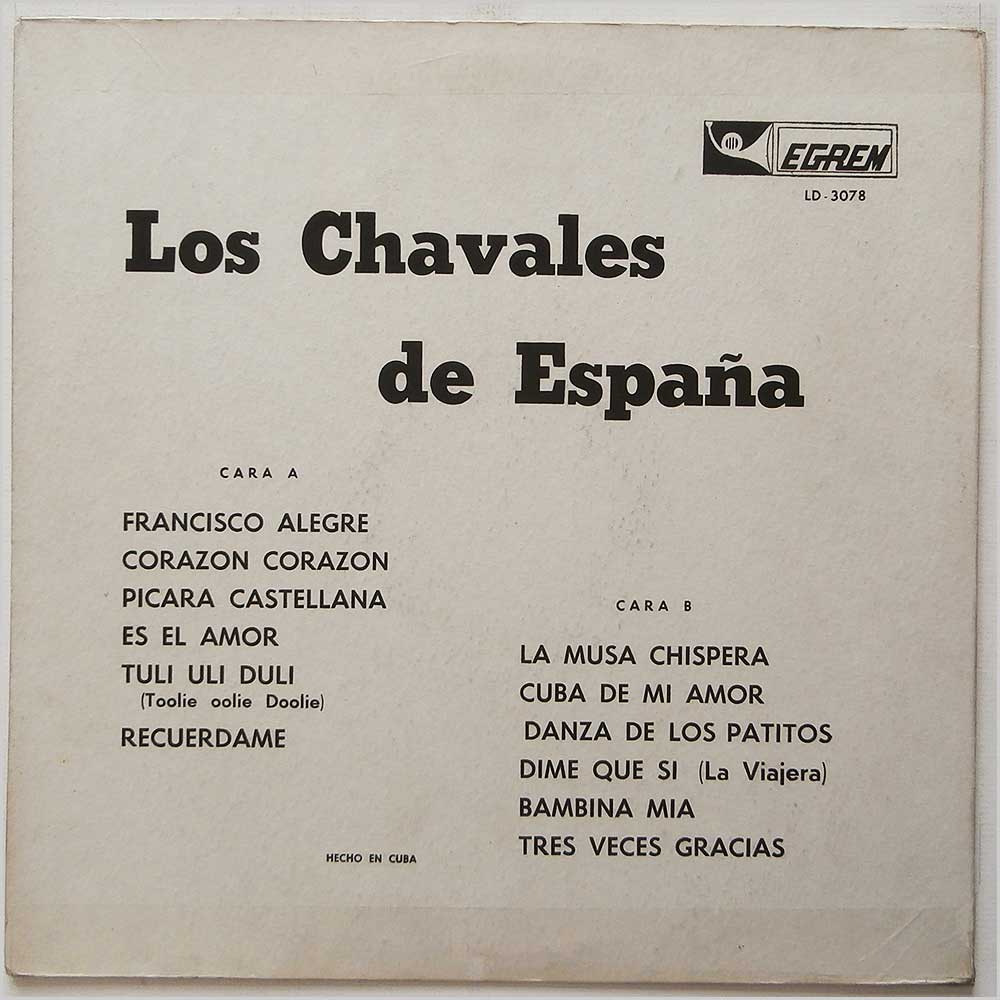 EGREM
LD-3078
Los Chavales
de España
CARA A
FRANCISCO ALEGRE
CORAZON CORAZON
PICARA CASTELLANA
ES EL AMOR
TULI ULI DULI
(Toolie oolie Doolie)
RECUERDAME
CARA B
LA MUSA CHISPERA
CUBA DE MI AMOR
DANZA DE LOS PATITOS
DIME QUE SI (La Viajera)
BAMBINA MIA
TRES VECES GRACIAS
HECHO EN CUBA